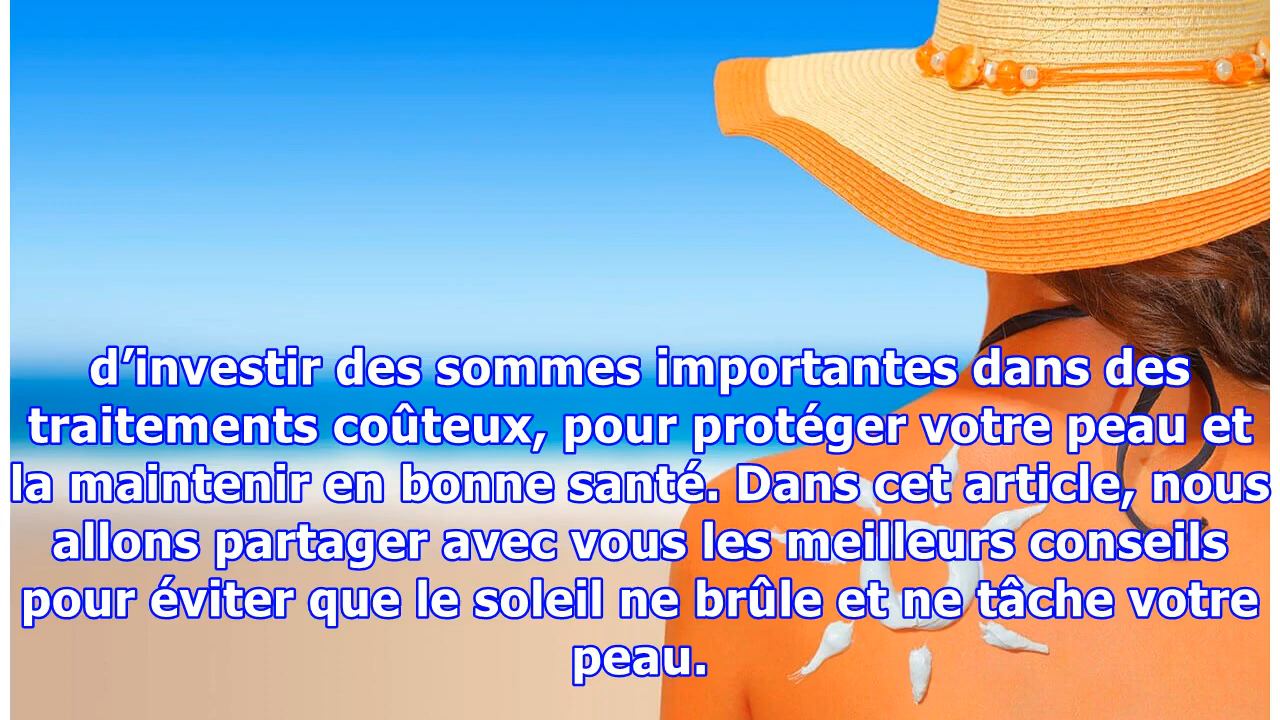 d’investir des sommes importantes dans des
traitements coûteux, pour protéger votre peau et
la maintenir en bonne santé. Dans cet article, nous
allons partager avec vous les meilleurs conseils
pour éviter que le soleil ne brûle et ne tâche votre
peau.